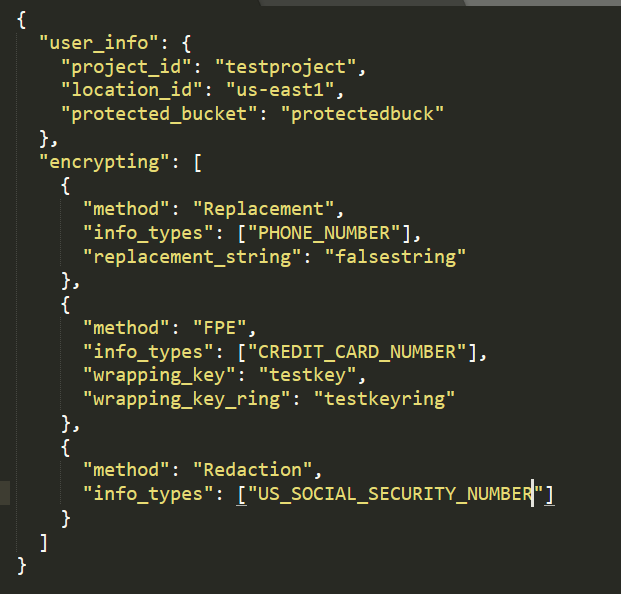 {
  "user_info": {
    "project_id": "testproject",
    "location_id": "us-east1",
    "protected_bucket": "protectedbuck"
  },
  "encrypting": [
    {
      "method": "Replacement",
      "info_types": ["PHONE_NUMBER"],
      "replacement_string": "falsestring"
    },
    {
      "method": "FPE",
      "info_types": ["CREDIT_CARD_NUMBER"],
      "wrapping_key": "testkey",
      "wrapping_key_ring": "testkeyring"
    },
    {
      "method": "Redaction",
      "info_types": ["US_SOCIAL_SECURITY_NUMBER"]
    }
  ]
}